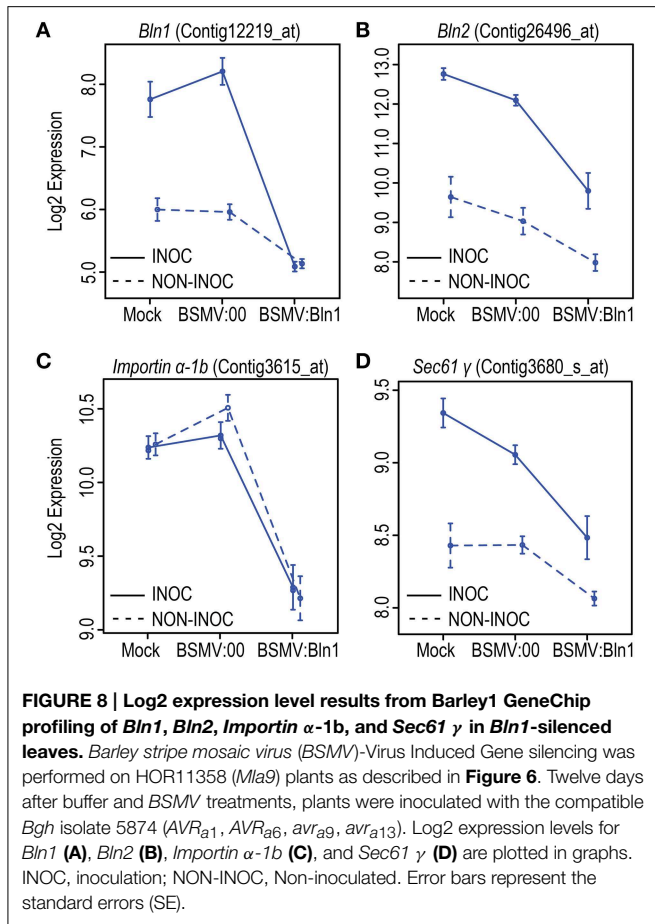 A
Bln1 (Contig12219_at)
Log2 Expression
8.0
7.0
6.0
5.0
INOC
NON-INOC
Mock BSMV:00 BSMV:Bln1
B
Bln2 (Contig26496_at)
13.0
12.0
11.0
10.0
9.0
8.0
INOC
NON-INOC
Mock BSMV:00 BSMV:Bln1
C
Importin α-1b (Contig3615_at)
Log2 Expression
10.5
10.0
9.5
9.0
INOC
NON-INOC
Mock BSMV:00 BSMV:Bln1
D
Sec61 γ (Contig3680_s_at)
9.5
9.0
8.5
8.0
INOC
NON-INOC
Mock BSMV:00 BSMV:Bln1
FIGURE 8 | Log2 expression level results from Barley1 GeneChip
profiling of Bln1, Bln2, Importin α-1b, and Sec61 γ in Bln1-silenced
leaves. Barley stripe mosaic virus (BSMV)-Virus Induced Gene silencing was
performed on HOR11358 (Mla9) plants as described in Figure 6. Twelve days
after buffer and BSMV treatments, plants were inoculated with the compatible
Bgh isolate 5874 (AVRa1, AVRa6, avra9, avra13). Log2 expression levels for
Bln1 (A), Bln2 (B), Importin α-1b (C), and Sec61 γ (D) are plotted in graphs.
INOC, inoculation; NON-INOC, Non-inoculated. Error bars represent the
standard errors (SE).